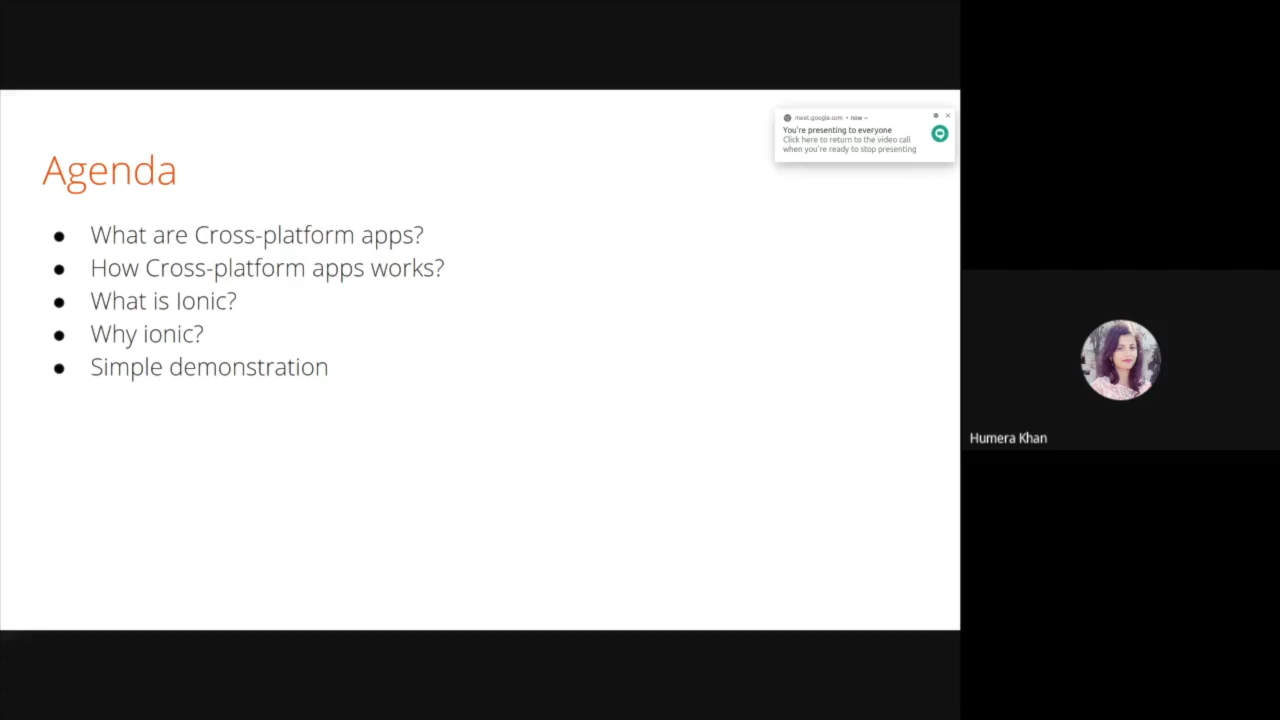 meet.google.com • now
You're presenting to everyone
Click here to return to the video call
when you're ready to stop presenting
Agenda
● What are Cross-platform apps?
● How Cross-platform apps works?
● What is Ionic?
● Why ionic?
● Simple demonstration
Humera Khan